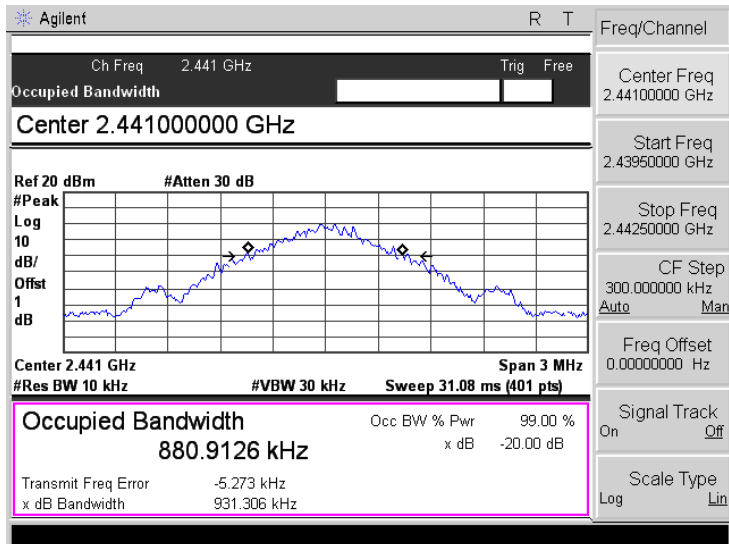 Agilent R T
Ch Freq 2.441 GHz Trig Free
Occupied Bandwidth
Center 2.441000000 GHz
Ref 20 dBm #Atten 30 dB
#Peak
Log
10
dB/
Offst
1
dB
Center 2.441 GHz Span 3 MHz
#Res BW 10 kHz #VBW 30 kHz Sweep 31.08 ms (401 pts)
Occupied Bandwidth Occ BW % Pwr 99.00 %
880.9126 kHz x dB -20.00 dB
Transmit Freq Error -5.273 kHz
x dB Bandwidth 931.306 kHz
Freq/Channel
Center Freq
2.44100000 GHz
Start Freq
2.43950000 GHz
Stop Freq
2.44250000 GHz
CF Step
300.000000 kHz
Auto Man
Freq Offset
0.00000000 Hz
Signal Track
On Off
Scale Type
Log Lin